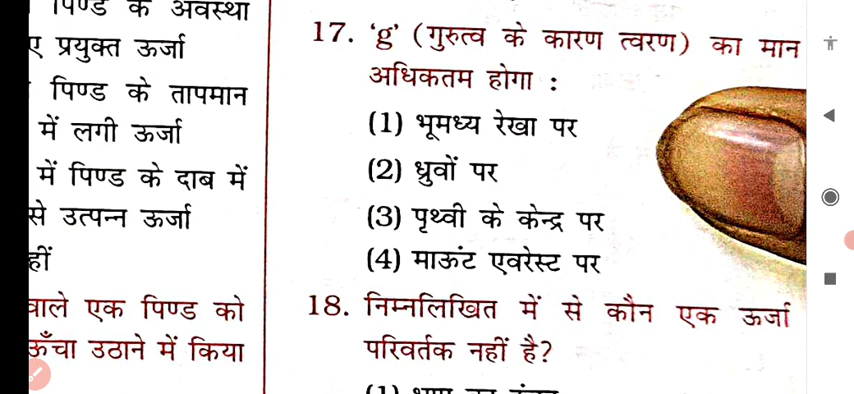 पिण्ड के अवस्था
ए प्रयुक्त ऊर्जा
पिण्ड के तापमान
में लगी ऊर्जा
में पिण्ड के दाब में
से उत्पन्न ऊर्जा
हीं
वाले एक पिण्ड को
ऊँचा उठाने में किया
17. ‘g’ (गुरुत्व के कारण त्वरण) का मान
अधिकतम होगा :
(1) भूमध्य रेखा पर
(2) ध्रुवों पर
(3) पृथ्वी के केन्द्र पर
(4) माऊंट एवरेस्ट पर
18. निम्नलिखित में से कौन एक ऊर्जा
परिवर्तक नहीं है?
(1)